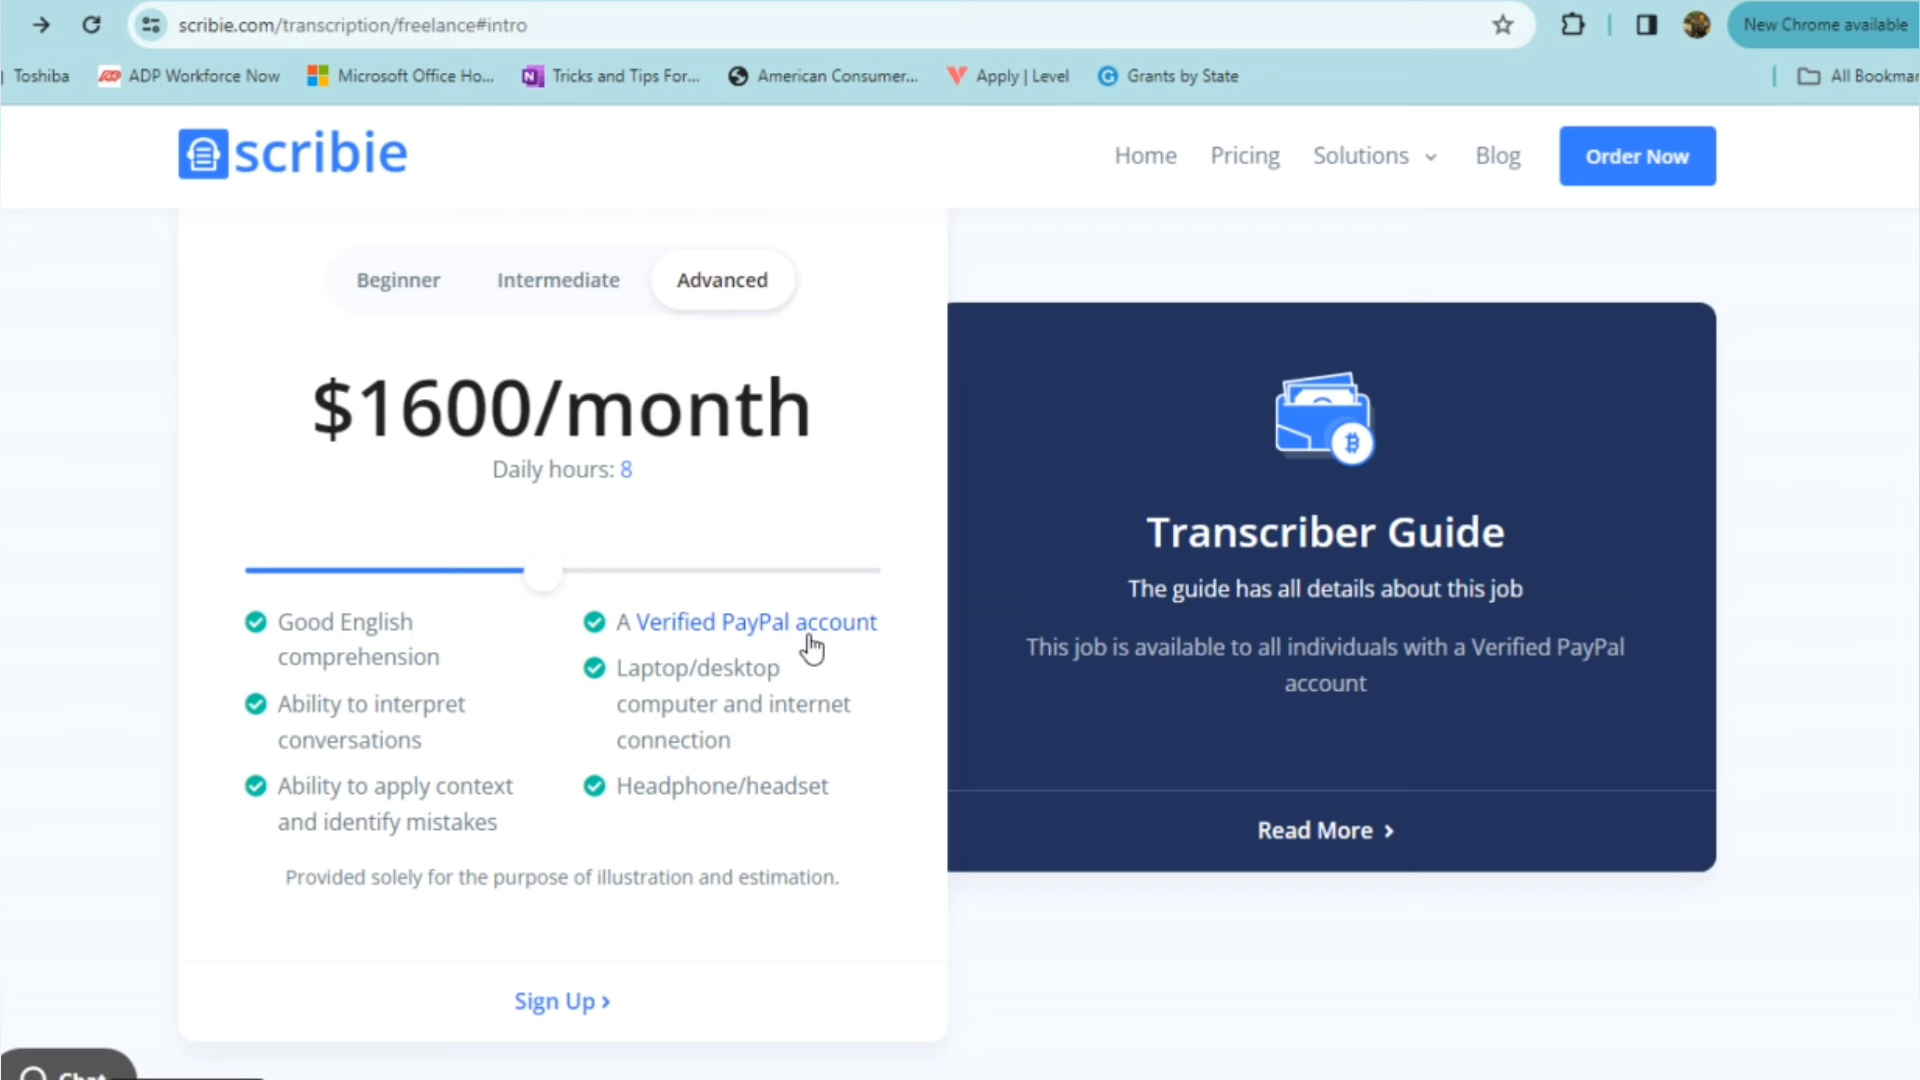 scribie.com/transcription/freelance#intro
New Chrome available
Toshiba
ADP Workforce Now
Microsoft Office Ho...
Tricks and Tips For...
American Consumer...
Apply | Level
Grants by State
All Bookmar
scribie
Home
Pricing
Solutions
Blog
Order Now
Beginner
Intermediate
Advanced
$1600/month
Daily hours: 8
Good English
comprehension
Ability to interpret
conversations
Ability to apply context
and identify mistakes
A Verified PayPal account
Laptop/desktop
computer and internet
connection
Headphone/headset
Provided solely for the purpose of illustration and estimation.
Sign Up >
Transcriber Guide
The guide has all details about this job
This job is available to all individuals with a Verified PayPal
account
Read More >
Chat